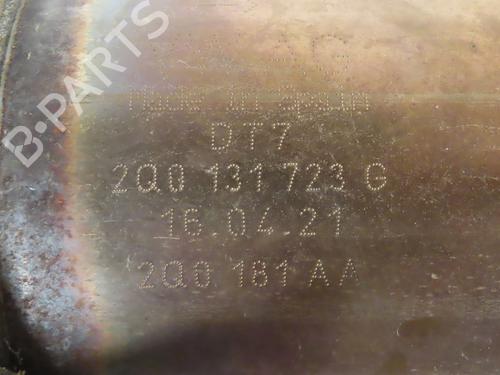 B-PARTS
Made in Spain
DT7
2Q0 131 723 G
16.04.21
2Q0 181 AA